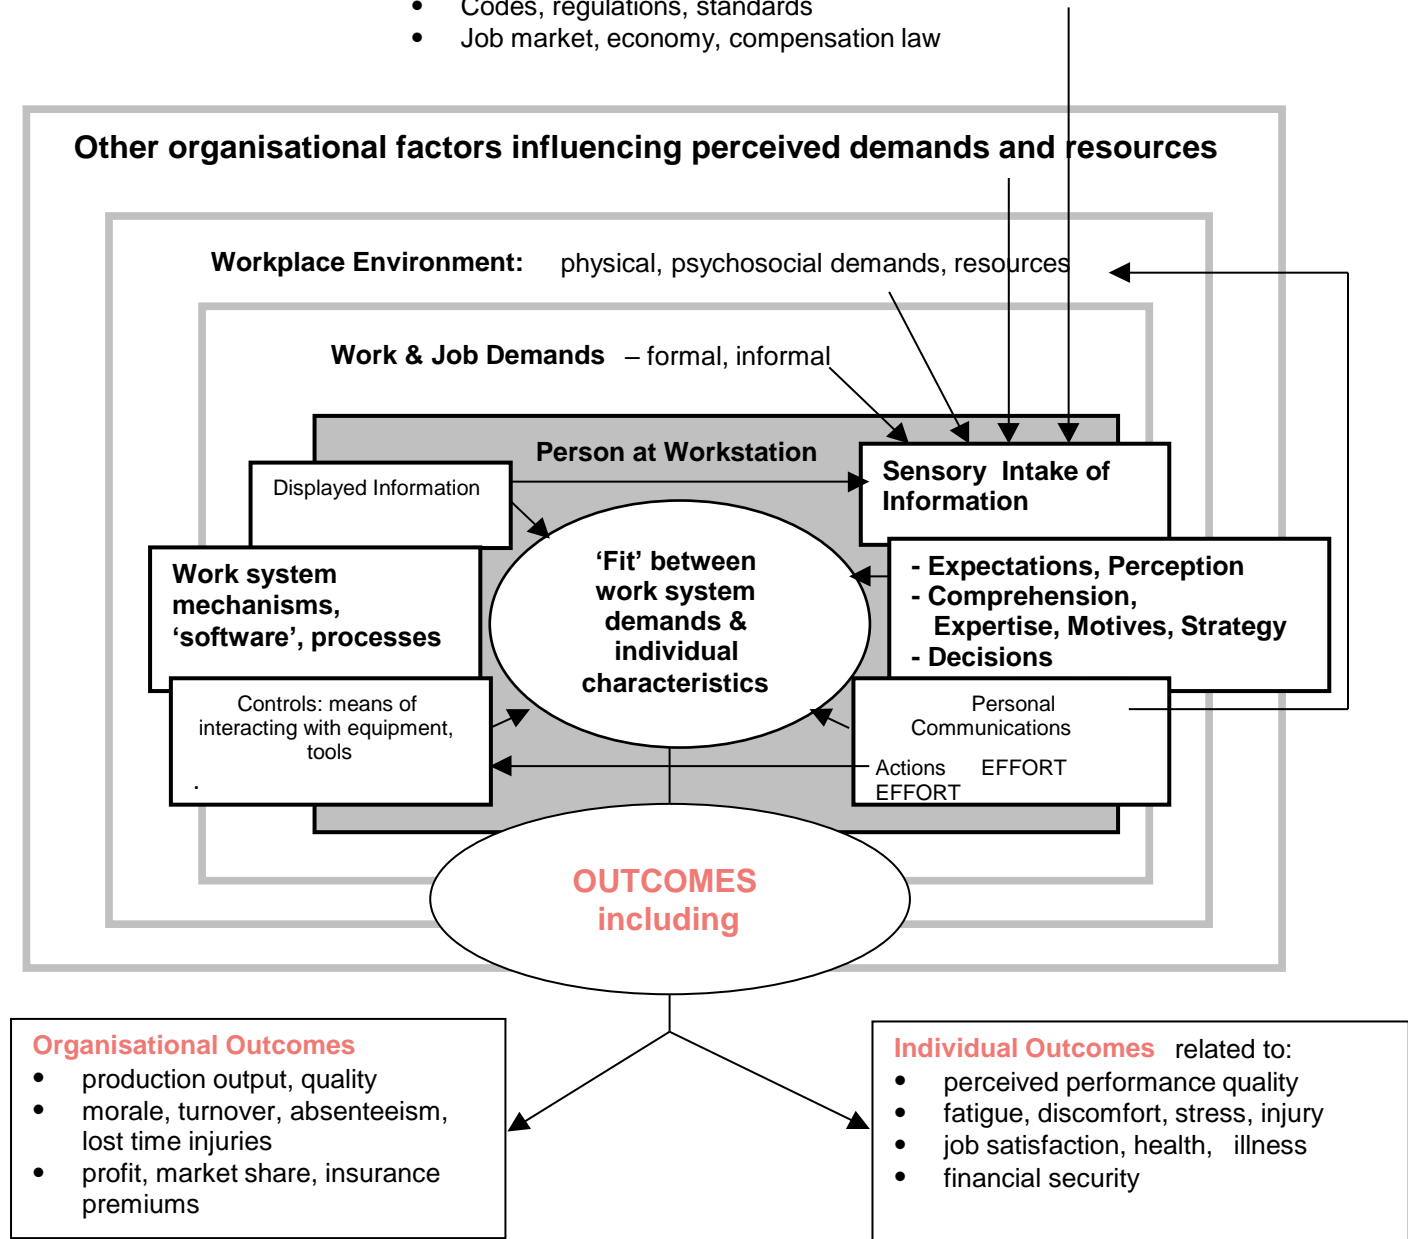 • Codes, regulations, standards
• Job market, economy, compensation law
Other organisational factors influencing perceived demands and resources
Workplace Environment: physical, psychosocial demands, resources
Work & Job Demands – formal, informal
Person at Workstation
Displayed Information
Sensory Intake of
Information
Work system
mechanisms,
‘software’, processes
‘Fit’ between
work system
demands &
individual
characteristics
- Expectations, Perception
- Comprehension,
Expertise, Motives, Strategy
- Decisions
Controls: means of
interacting with equipment,
tools
.
Personal
Communications
Actions EFFORT
EFFORT
OUTCOMES
including
Organisational Outcomes
• production output, quality
• morale, turnover, absenteeism,
lost time injuries
• profit, market share, insurance
premiums
Individual Outcomes related to:
• perceived performance quality
• fatigue, discomfort, stress, injury
• job satisfaction, health, illness
• financial security